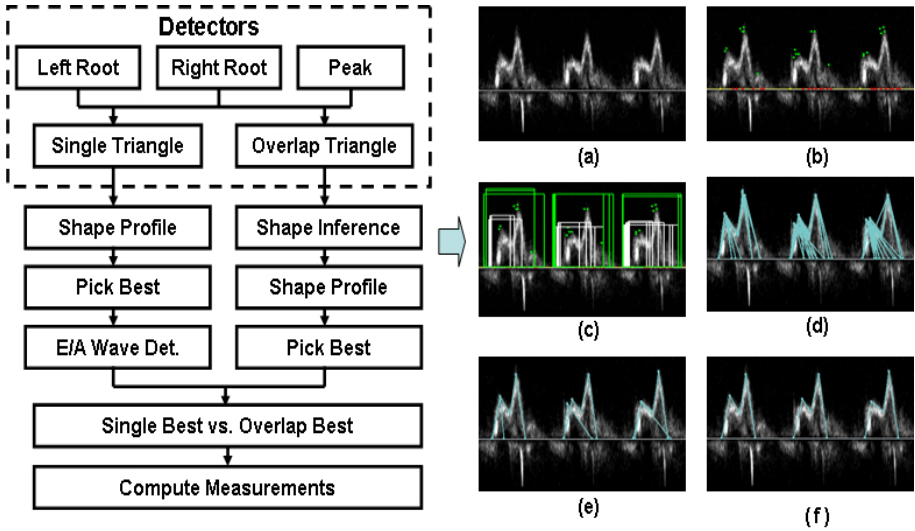 Detectors
Left Root
Right Root
Peak
Single Triangle
Overlap Triangle
Shape Profile
Shape Inference
Pick Best
Shape Profile
E/A Wave Det.
Pick Best
Single Best vs. Overlap Best
Compute Measurements
(a)
(b)
(c)
(d)
(e)
(f)